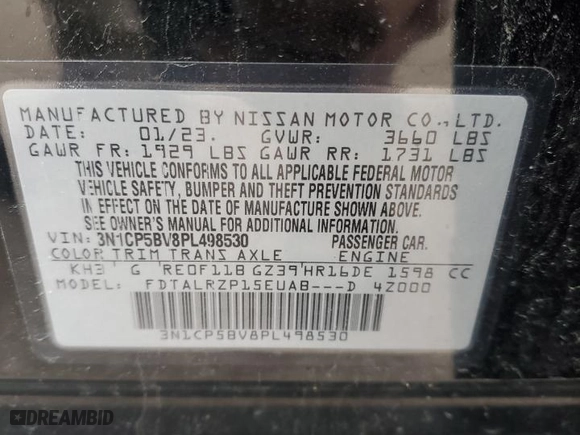 MANUFACTURED BY NISSAN MOTOR CO., LTD.
DATE: 01/23. GVWR: 3660 LBS
GAWR FR: 1929 LBS GAWR RR: 1731 LBS
THIS VEHICLE CONFORMS TO ALL APPLICABLE FEDERAL MOTOR
VEHICLE SAFETY, BUMPER AND THEFT PREVENTION STANDARDS
IN EFFECT ON THE DATE OF MANUFACTURE SHOWN ABOVE.
SEE OWNER'S MANUAL FOR ADDITIONAL INFORMATION.
VIN: 3N1CP5BV8PL498530 PASSENGER CAR.
COLOR TRIM TRANS AXLE ENGINE
KH3 G RE0F11B GZ39 HR16DE 1598 CC
MODEL: FDTALRZP15EUAB---D 4Z000
3N1CP5BV8PL498530
DREAMBID